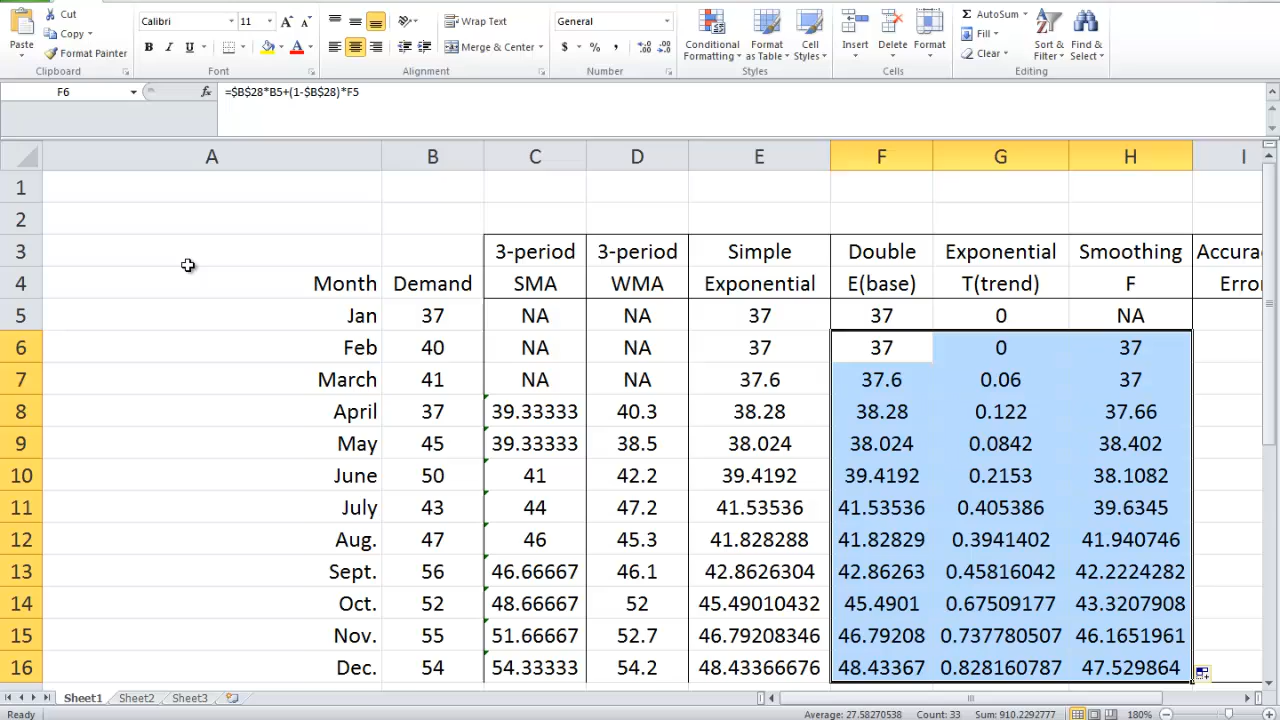 Cut
Copy
Format Painter
Paste
Clipboard
Calibri 11
B I U
Font
Wrap Text
Merge & Center
Alignment
General
$ % ,
Number
Conditional Formatting
Format as Table
Cell Styles
Styles
Insert
Delete
Format
Cells
AutoSum
Fill
Clear
Sort & Filter
Find & Select
Editing
F6 fx =$B$28*B5+(1-$B$28)*F5
A B C D E F G H I
1
2
3 3-period 3-period Simple Double Exponential Smoothing Accura
4 Month Demand SMA WMA Exponential E(base) T(trend) F Erro
5 Jan 37 NA NA 37 37 0 NA
6 Feb 40 NA NA 37 37 0 37
7 March 41 NA NA 37.6 37.6 0.06 37
8 April 37 39.33333 40.3 38.28 38.28 0.122 37.66
9 May 45 39.33333 38.5 38.024 38.024 0.0842 38.402
10 June 50 41 42.2 39.4192 39.4192 0.2153 38.1082
11 July 43 44 47.2 41.53536 41.53536 0.405386 39.6345
12 Aug. 47 46 45.3 41.828288 41.82829 0.3941402 41.940746
13 Sept. 56 46.66667 46.1 42.8626304 42.86263 0.45816042 42.2224282
14 Oct. 52 48.66667 52 45.49010432 45.4901 0.67509177 43.3207908
15 Nov. 55 51.66667 52.7 46.79208346 46.79208 0.737780507 46.1651961
16 Dec. 54 54.33333 54.2 48.43366676 48.43367 0.828160787 47.529864
Sheet1 Sheet2 Sheet3
Ready Average: 27.58270538 Count: 33 Sum: 910.2292777 180%